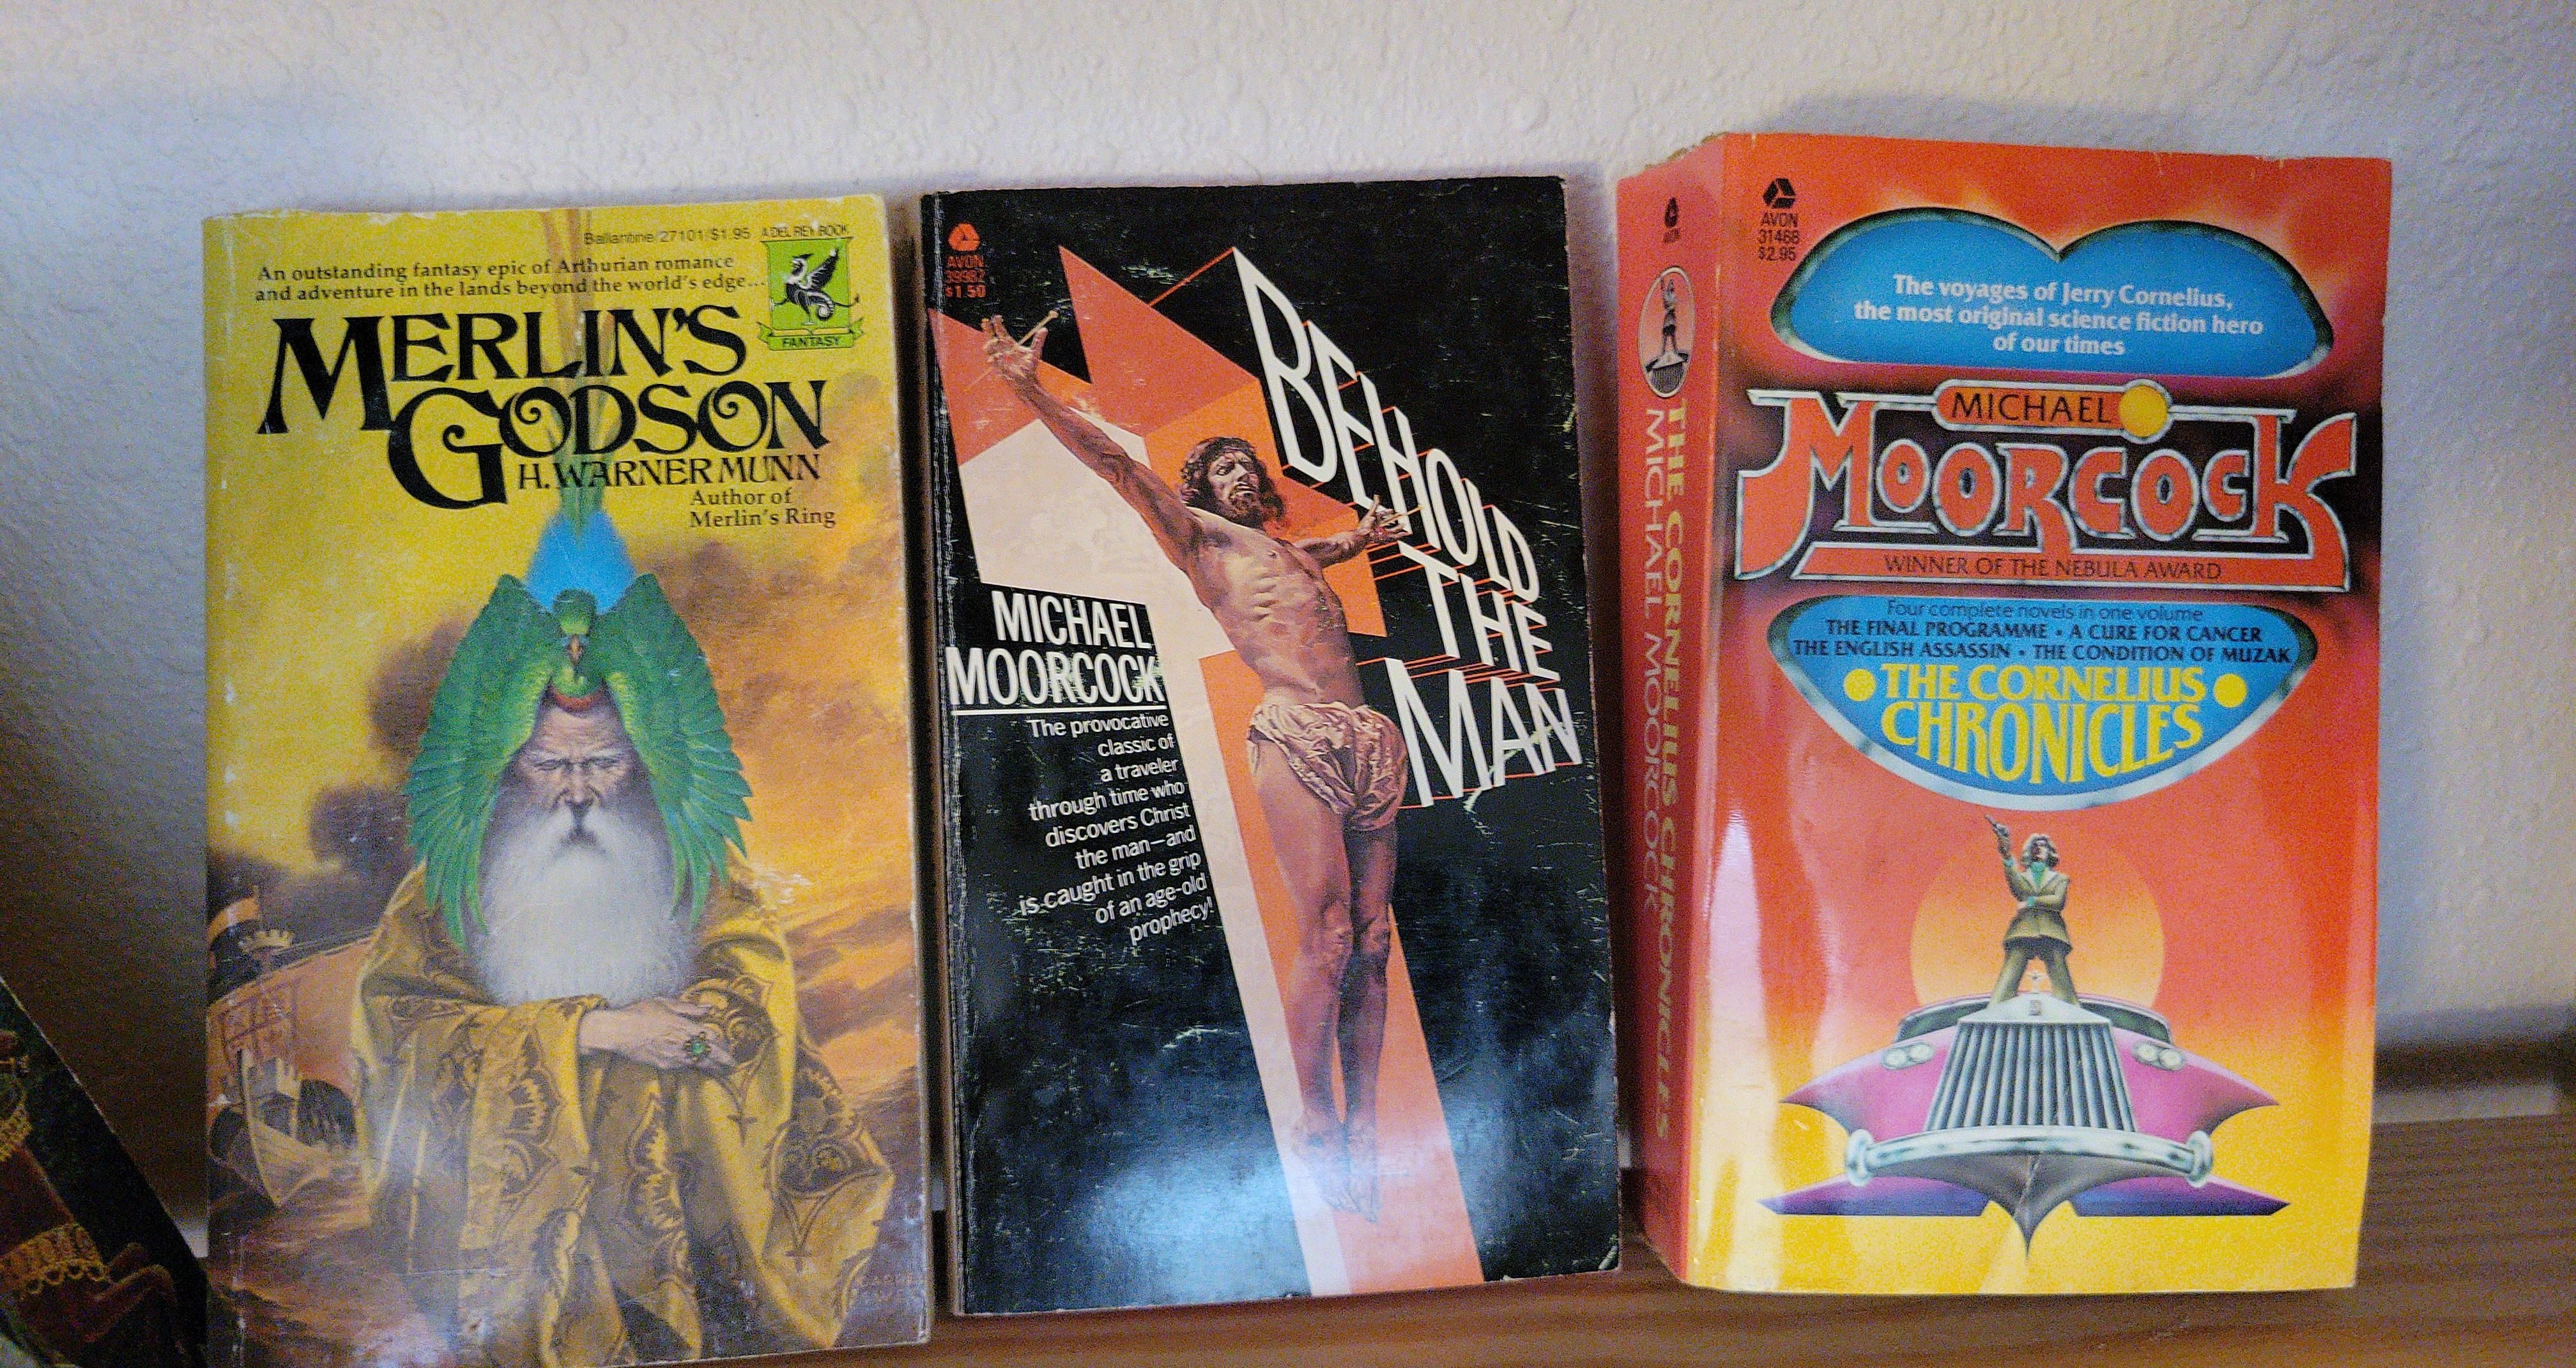 Ballantine/27101/$1.95
A DEL REY BOOK
FANTASY
An outstanding fantasy epic of Arthurian romance
and adventure in the lands beyond the world's edge...
MERLIN'S
GODSON
H. WARNER MUNN
Author of
Merlin's Ring
AVON
$1.50
BEHOLD
THE
MAN
MICHAEL
MOORCOCK
The provocative
classic of
a traveler
through time who
discovers Christ
the man—and
is caught in the grip
of an age-old
prophecy!
THE CORNELIUS CHRONICLES
MICHAEL MOORCOCK
AVON
31468
$2.95
The voyages of Jerry Cornelius,
the most original science fiction hero
of our times
MICHAEL
MOORCOCK
WINNER OF THE NEBULA AWARD
Four complete novels in one volume
THE FINAL PROGRAMME • A CURE FOR CANCER
THE ENGLISH ASSASSIN • THE CONDITION OF MUZAK
THE CORNELIUS
CHRONICLES